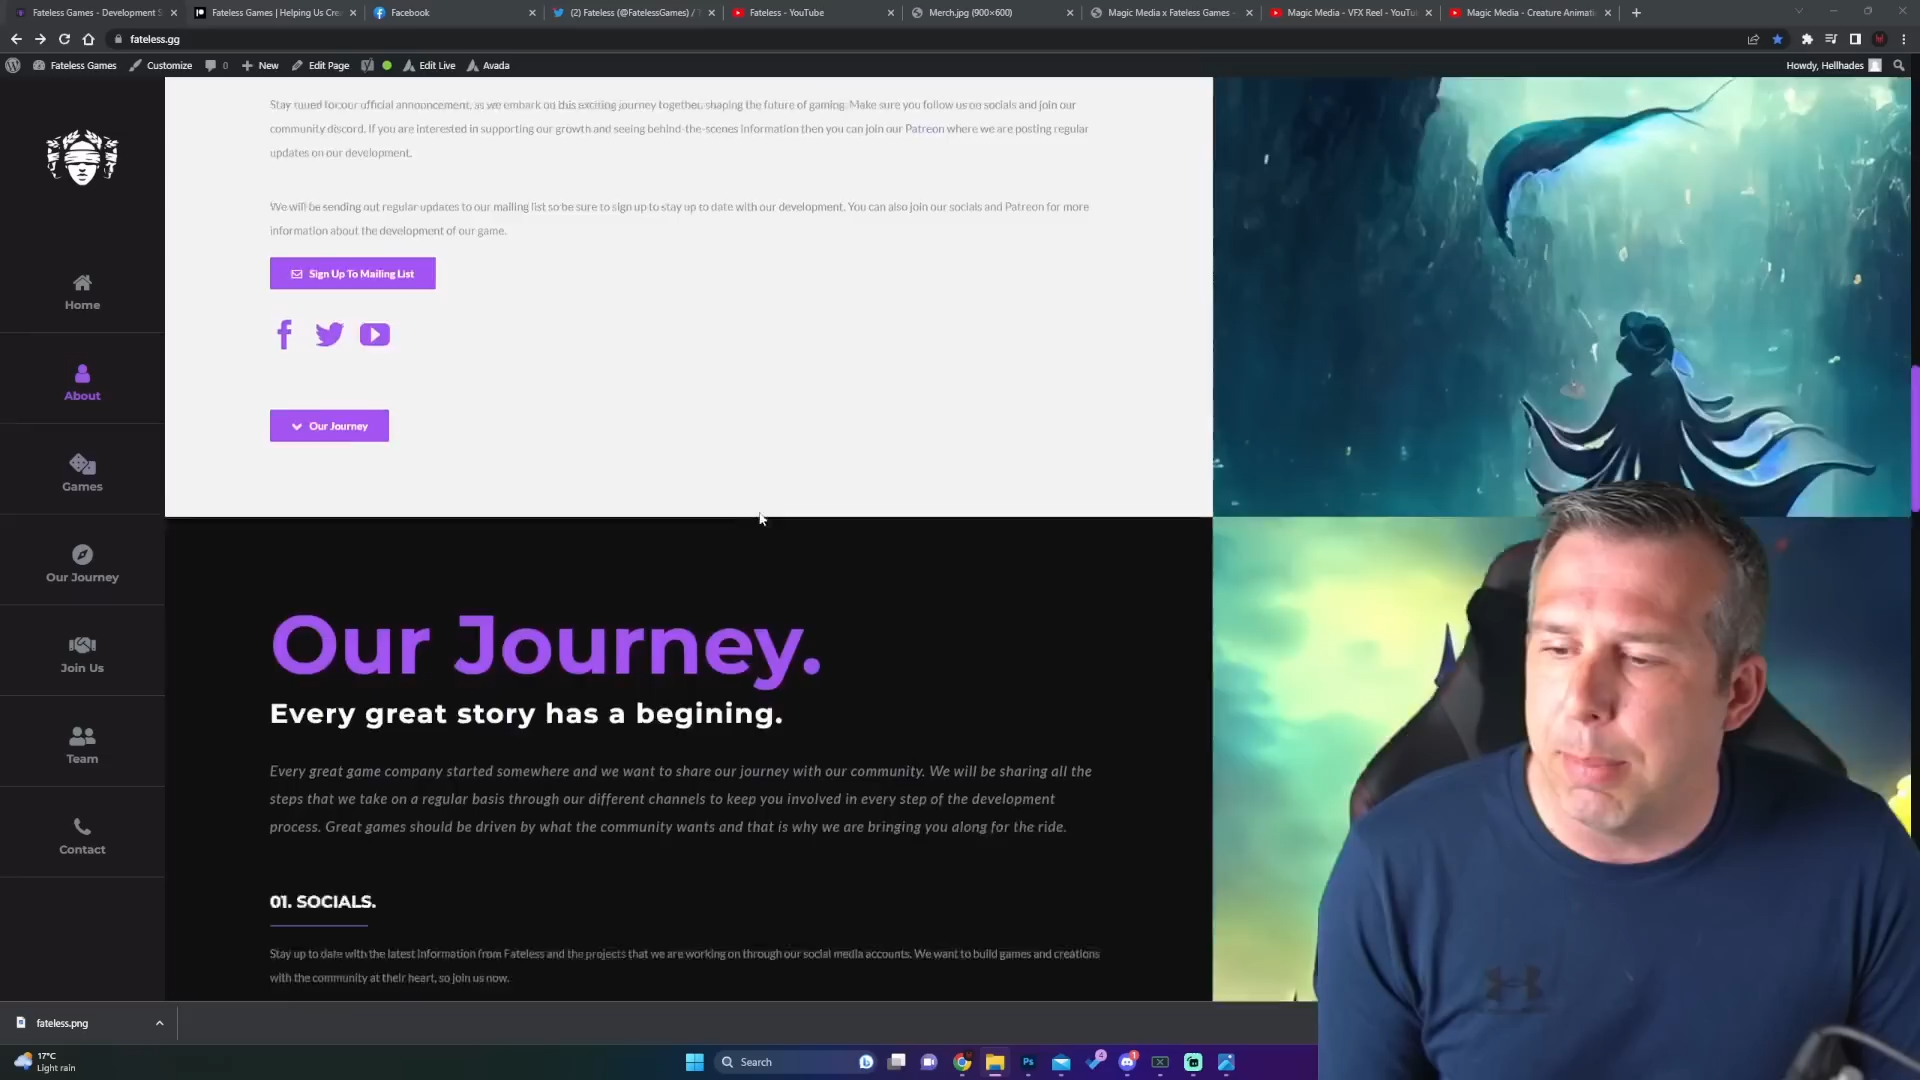 Fateless Games - Development S
Fateless Games | Helping Us Cre
Facebook
(2) Fateless (@FatelessGames) / T
Fateless - YouTube
Merch.jpg (900×600)
Magic Media x Fateless Games -
Magic Media - VFX Reel - YouTu
Magic Media - Creature Animati
fateless.gg
Fateless Games
Customize
0
New
Edit Page
Edit Live
Avada
Howdy, Hellhades
Home
About
Games
Our Journey
Join Us
Team
Contact
Stay tuned for our official announcement, as we embark on this exciting journey together, shaping the future of gaming. Make sure you follow us on socials and join our
community discord. If you are interested in supporting our growth and seeing behind-the-scenes information then you can join our Patreon where we are posting regular
updates on our development.
We will be sending out regular updates to our mailing list so be sure to sign up to stay up to date with our development. You can also join our socials and Patreon for more
information about the development of our game.
Sign Up To Mailing List
Our Journey
Our Journey.
Every great story has a begining.
Every great game company started somewhere and we want to share our journey with our community. We will be sharing all the
steps that we take on a regular basis through our different channels to keep you involved in every step of the development
process. Great games should be driven by what the community wants and that is why we are bringing you along for the ride.
01. SOCIALS.
Stay up to date with the latest information from Fateless and the projects that we are working on through our social media accounts. We want to build games and creations
with the community at their heart, so join us now.
fateless.png
17°C
Light rain
Search
Ps
4
1